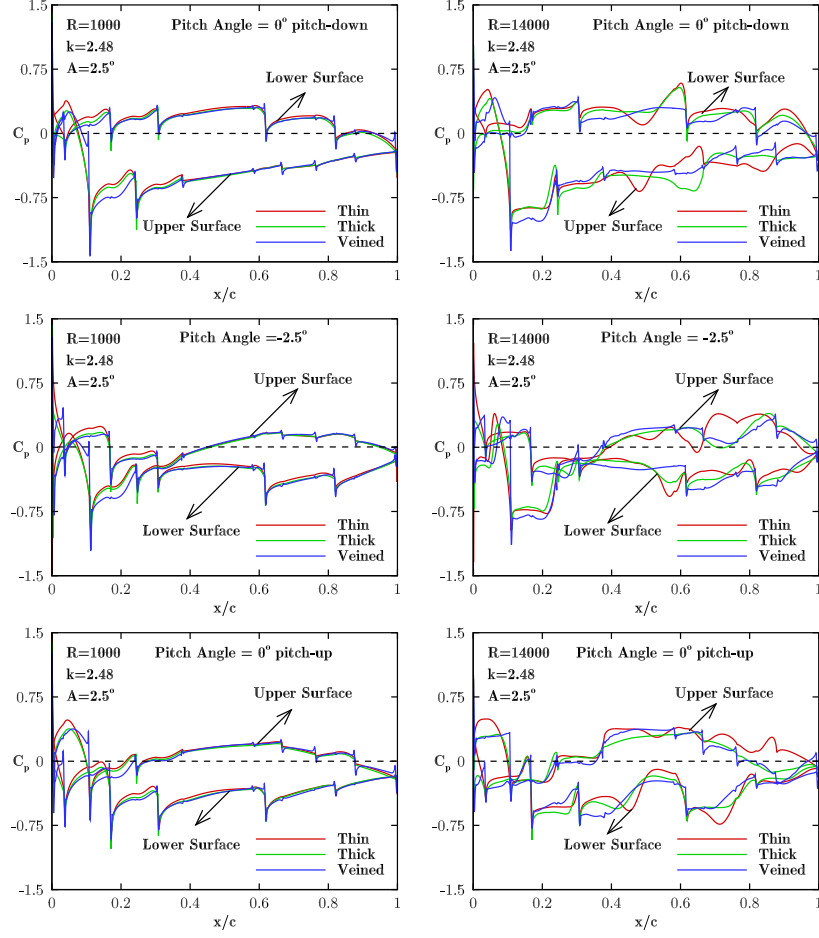 R=1000 Pitch Angle = 0° pitch-down
k=2.48
A=2.5°
Lower Surface
Upper Surface
Thin
Thick
Veined
1.5
0.75
0
-0.75
-1.5
Cp
0 0.2 0.4 0.6 0.8 1
x/c
R=14000 Pitch Angle = 0° pitch-down
k=2.48
A=2.5°
Lower Surface
Upper Surface
Thin
Thick
Veined
1.5
0.75
0
-0.75
-1.5
Cp
0 0.2 0.4 0.6 0.8 1
x/c
R=1000 Pitch Angle =-2.5°
k=2.48
A=2.5°
Upper Surface
Lower Surface
Thin
Thick
Veined
1.5
0.75
0
-0.75
-1.5
Cp
0 0.2 0.4 0.6 0.8 1
x/c
R=14000 Pitch Angle = -2.5°
k=2.48
A=2.5°
Upper Surface
Lower Surface
Thin
Thick
Veined
1.5
0.75
0
-0.75
-1.5
Cp
0 0.2 0.4 0.6 0.8 1
x/c
R=1000 Pitch Angle = 0° pitch-up
k=2.48
A=2.5°
Upper Surface
Lower Surface
Thin
Thick
Veined
1.5
0.75
0
-0.75
-1.5
Cp
0 0.2 0.4 0.6 0.8 1
x/c
R=14000 Pitch Angle = 0° pitch-up
k=2.48
A=2.5°
Upper Surface
Lower Surface
Thin
Thick
Veined
1.5
0.75
0
-0.75
-1.5
Cp
0 0.2 0.4 0.6 0.8 1
x/c